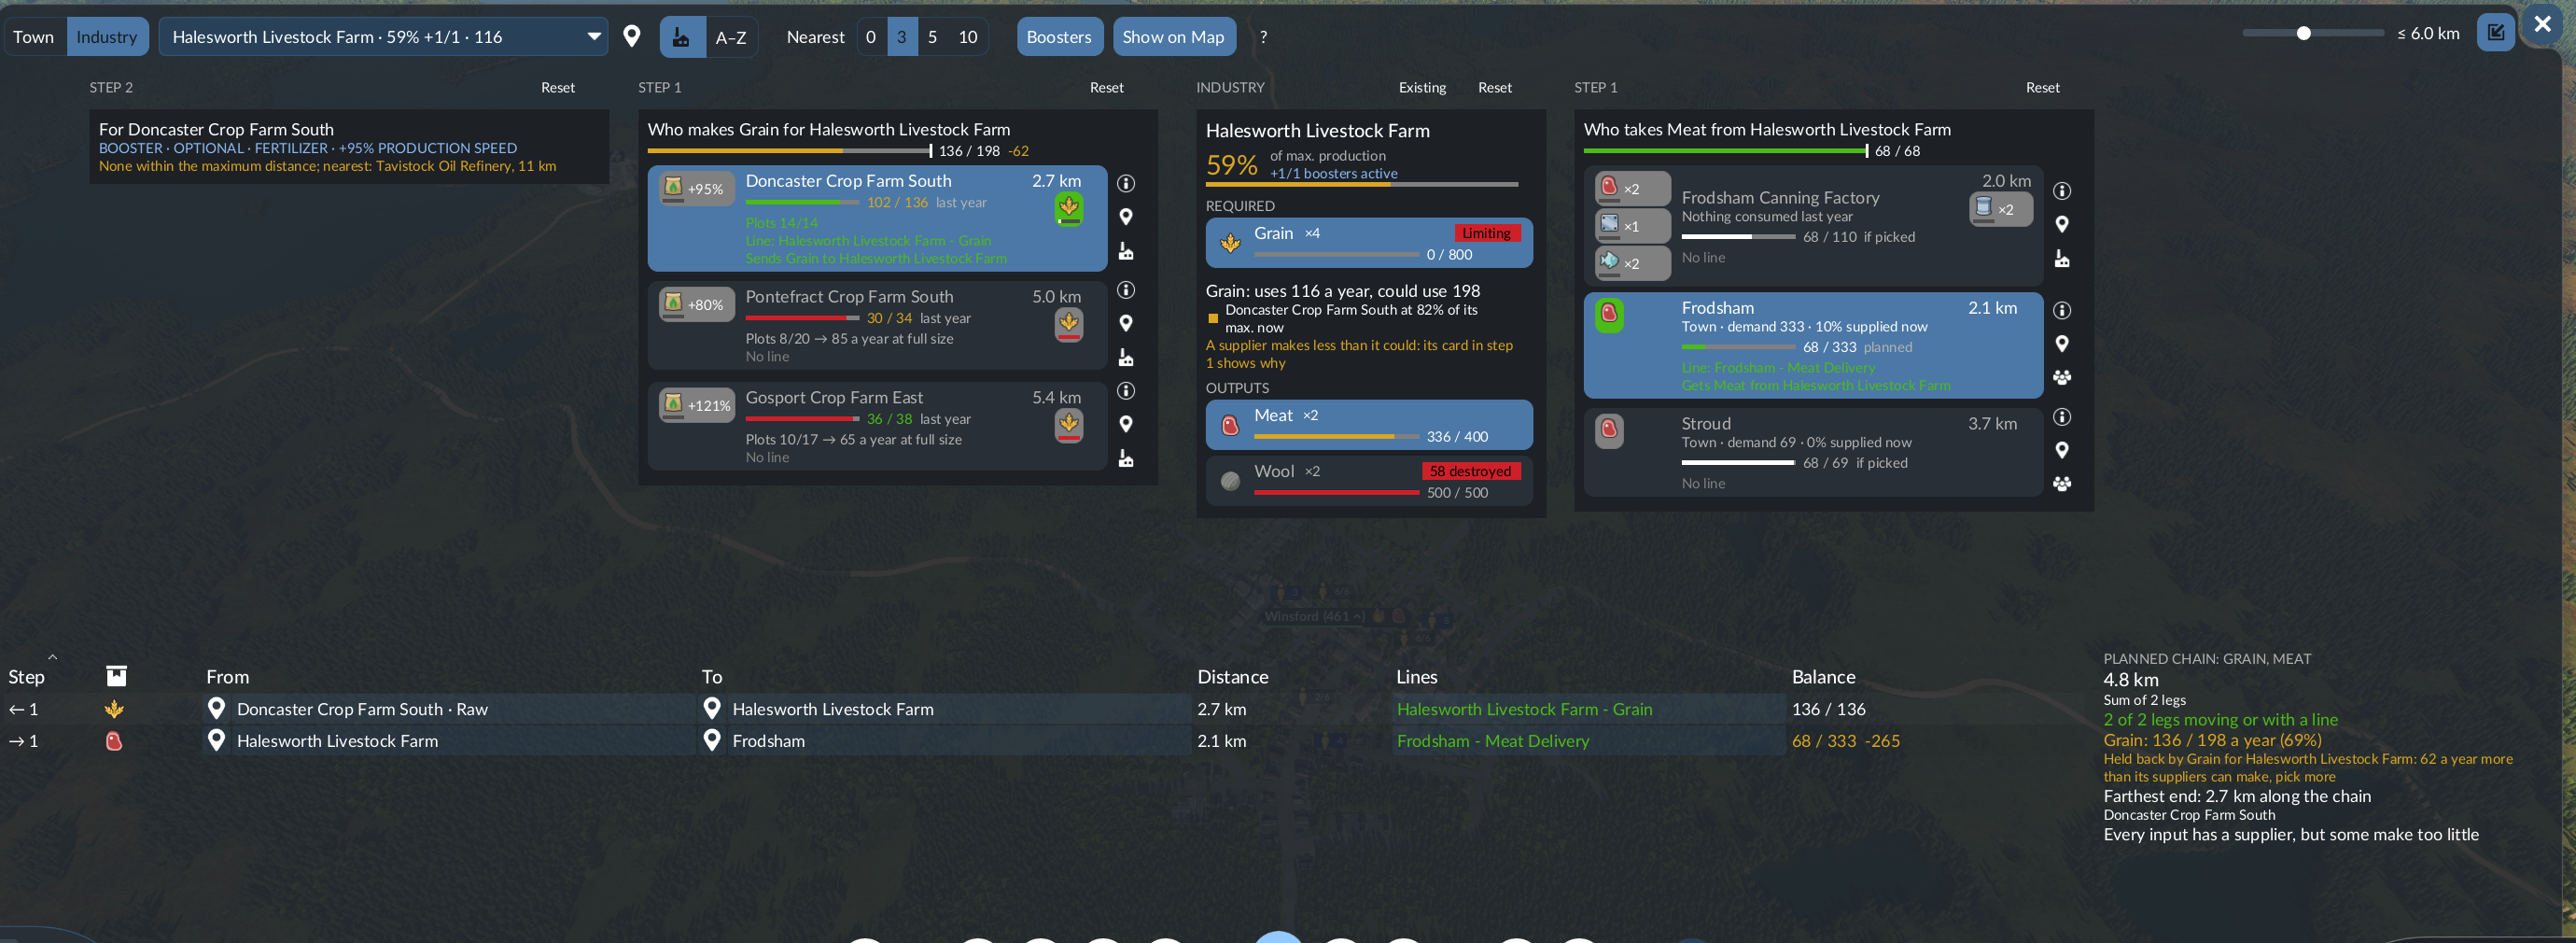 Town Industry Halesworth Livestock Farm · 59% +1/1 · 116 A–Z Nearest 0 3 5 10 Boosters Show on Map ? ≤ 6.0 km
STEP 2 Reset
For Doncaster Crop Farm South
BOOSTER · OPTIONAL · FERTILIZER · +95% PRODUCTION SPEED
None within the maximum distance; nearest: Tavistock Oil Refinery, 11 km
STEP 1 Reset
Who makes Grain for Halesworth Livestock Farm
136 / 198 -62
+95% Doncaster Crop Farm South 2.7 km
102 / 136 last year
Plots 14/14
Line: Halesworth Livestock Farm - Grain
Sends Grain to Halesworth Livestock Farm
+80% Pontefract Crop Farm South 5.0 km
30 / 34 last year
Plots 8/20 → 85 a year at full size
No line
+121% Gosport Crop Farm East 5.4 km
36 / 38 last year
Plots 10/17 → 65 a year at full size
No line
INDUSTRY Existing Reset
Halesworth Livestock Farm
59% of max. production
+1/1 boosters active
REQUIRED
Grain ×4 Limiting
0 / 800
Grain: uses 116 a year, could use 198
Doncaster Crop Farm South at 82% of its
max. now
A supplier makes less than it could: its card in step
1 shows why
OUTPUTS
Meat ×2
336 / 400
Wool ×2 58 destroyed
500 / 500
STEP 1 Reset
Who takes Meat from Halesworth Livestock Farm
68 / 68
×2 Frodsham Canning Factory 2.0 km
Nothing consumed last year ×2
×1
68 / 110 if picked
×2 No line
Frodsham 2.1 km
Town · demand 333 · 10% supplied now
68 / 333 planned
Line: Frodsham - Meat Delivery
Gets Meat from Halesworth Livestock Farm
Stroud 3.7 km
Town · demand 69 · 0% supplied now
68 / 69 if picked
No line
Winsford (461
Step From To Distance Lines Balance
← 1 Doncaster Crop Farm South · Raw Halesworth Livestock Farm 2.7 km Halesworth Livestock Farm - Grain 136 / 136
→ 1 Halesworth Livestock Farm Frodsham 2.1 km Frodsham - Meat Delivery 68 / 333 -265
PLANNED CHAIN: GRAIN, MEAT
4.8 km
Sum of 2 legs
2 of 2 legs moving or with a line
Grain: 136 / 198 a year (69%)
Held back by Grain for Halesworth Livestock Farm: 62 a year more
than its suppliers can make, pick more
Farthest end: 2.7 km along the chain
Doncaster Crop Farm South
Every input has a supplier, but some make too little